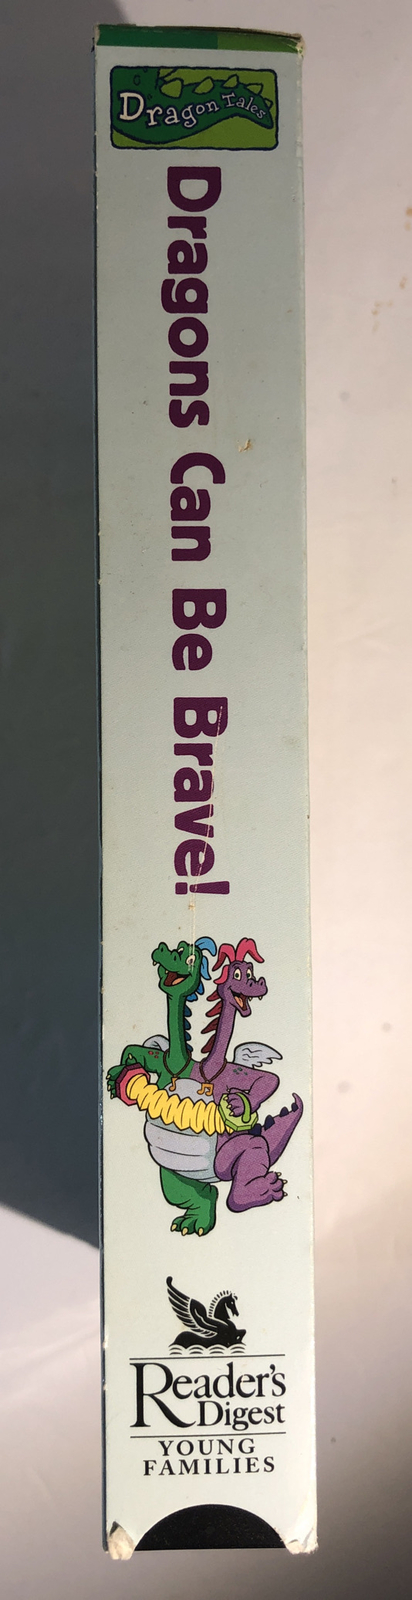 Dragon Tales
Dragons Can Be Brave!
Reader's
Digest
YOUNG
FAMILIES